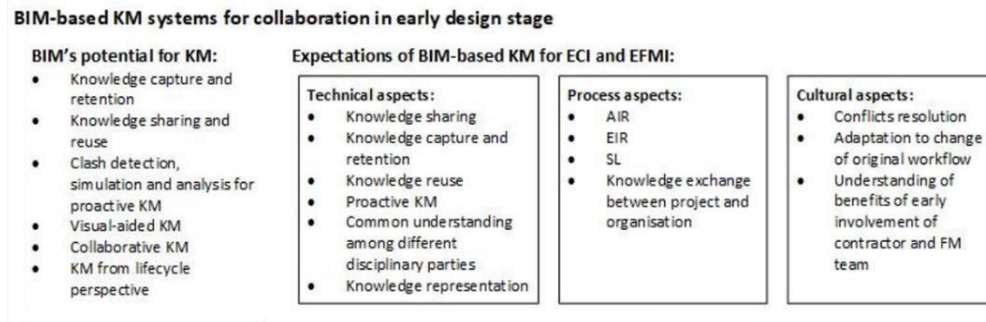 BIM-based KM systems for collaboration in early design stage
BIM's potential for KM:
• Knowledge capture and
retention
• Knowledge sharing and
reuse
• Clash detection,
simulation and analysis for
proactive KM
• Visual-aided KM
• Collaborative KM
• KM from lifecycle
perspective
Expectations of BIM-based KM for ECI and EFMI:
Technical aspects:
• Knowledge sharing
• Knowledge capture and
retention
• Knowledge reuse
• Proactive KM
• Common understanding
among different
disciplinary parties
• Knowledge representation
Process aspects:
• AIR
• EIR
• SL
• Knowledge exchange
between project and
organisation
Cultural aspects:
• Conflicts resolution
• Adaptation to change
of original workflow
• Understanding of
benefits of early
involvement of
contractor and FM
team